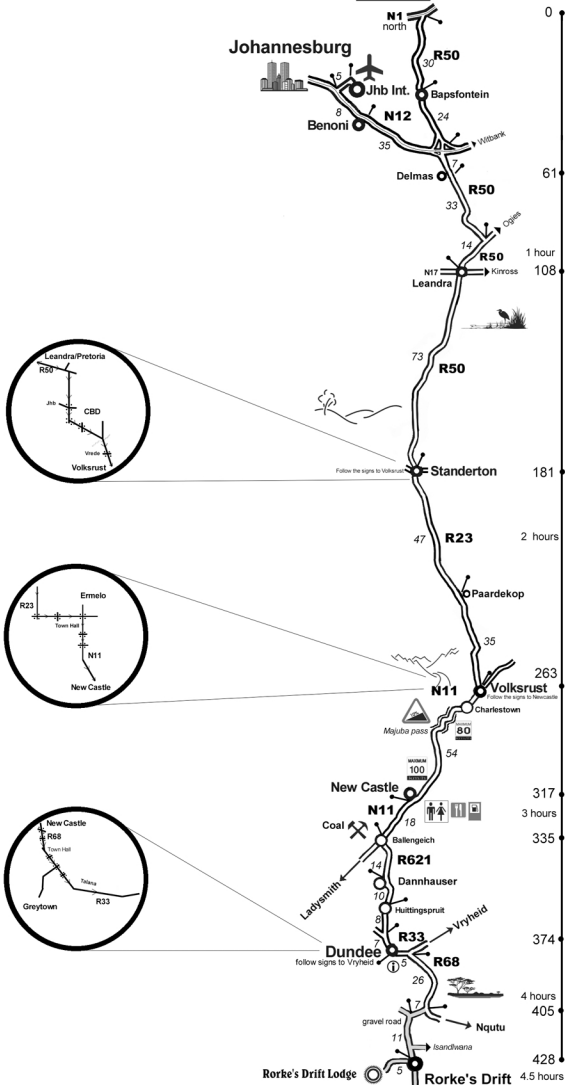 N1
north
0
R50
30
Johannesburg
5
Jhb Int.
Bapsfontein
8
N12
24
Benoni
35
Witbank
7
61
Delmas
R50
33
Ogies
14
R50
1 hour
N17
Kinross
108
Leandra
73
R50
Leandra/Pretoria
R50
Jhb
CBD
Vrede
Volksrust
Follow the signs to Volksrust
Standerton
181
47
R23
2 hours
Paardekop
35
Ermelo
R23
Town Hall
N11
New Castle
263
N11
Volksrust
Follow the signs to Newcastle
Charlestown
Majuba pass
80
54
MAXIMUM
100
New Castle
317
N11
18
3 hours
Coal
Ballengeich
335
R621
14
Dannhauser
Ladysmith
10
Huittingspruit
8
Vryheid
New Castle
R68
Town Hall
Talana
Greytown
R33
R33
7
374
Dundee
follow signs to Vryheid
i
5
R68
26
4 hours
7
405
gravel road
Nqutu
11
Isandlwana
428
Rorke's Drift Lodge
5
Rorke's Drift
4.5 hours